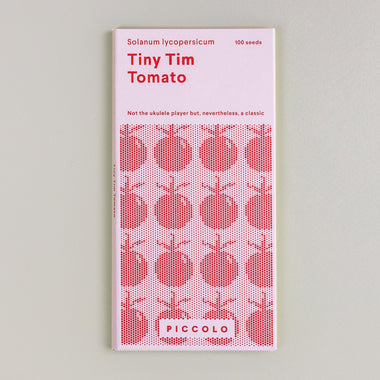 Solanum lycopersicum 100 seeds
Tiny Tim
Tomato
Not the ukulele player but, nevertheless, a classic
PICCOLO